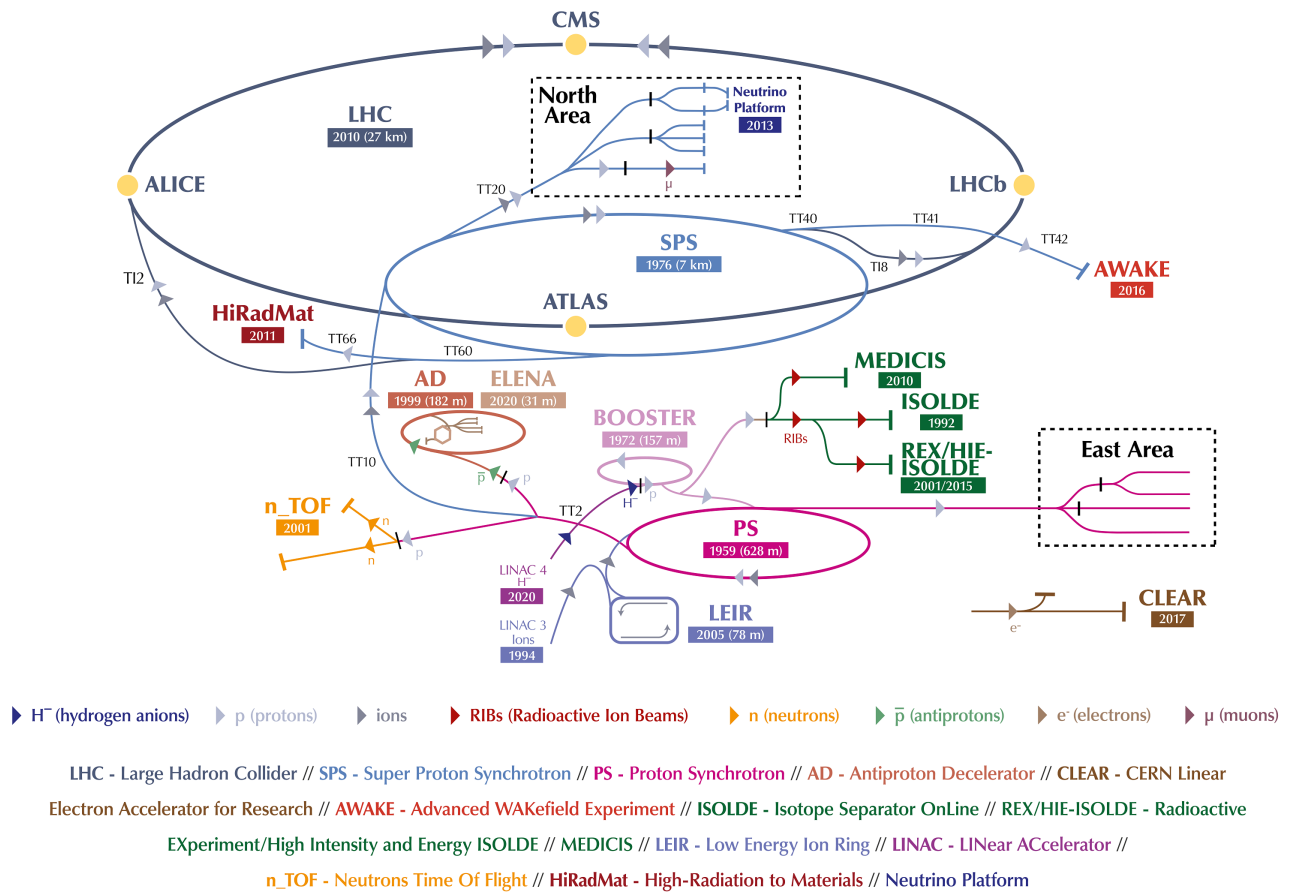 CMS
LHC
2010 (27 km)
North
Area
Neutrino
Platform
2013
μ
TT20
ALICE
LHCb
SPS
1976 (7 km)
TT40
TT41
TT42
TI8
AWAKE
2016
TI2
ATLAS
HiRadMat
2011
TT66
TT60
AD
1999 (182 m)
ELENA
2020 (31 m)
BOOSTER
1972 (157 m)
MEDICIS
2010
ISOLDE
1992
RIBs
REX/HIE-
ISOLDE
2001/2015
East Area
TT10
p̅
p
H⁻
p
n_TOF
2001
n
n
p
TT2
PS
1959 (628 m)
LINAC 4
H⁻
2020
LINAC 3
Ions
1994
LEIR
2005 (78 m)
e⁻
CLEAR
2017
H⁻ (hydrogen anions)
p (protons)
ions
RIBs (Radioactive Ion Beams)
n (neutrons)
p̅ (antiprotons)
e⁻ (electrons)
μ (muons)
LHC - Large Hadron Collider // SPS - Super Proton Synchrotron // PS - Proton Synchrotron // AD - Antiproton Decelerator // CLEAR - CERN Linear
Electron Accelerator for Research // AWAKE - Advanced WAKefield Experiment // ISOLDE - Isotope Separator OnLine // REX/HIE-ISOLDE - Radioactive
EXperiment/High Intensity and Energy ISOLDE // MEDICIS // LEIR - Low Energy Ion Ring // LINAC - LINear ACcelerator //
n_TOF - Neutrons Time Of Flight // HiRadMat - High-Radiation to Materials // Neutrino Platform